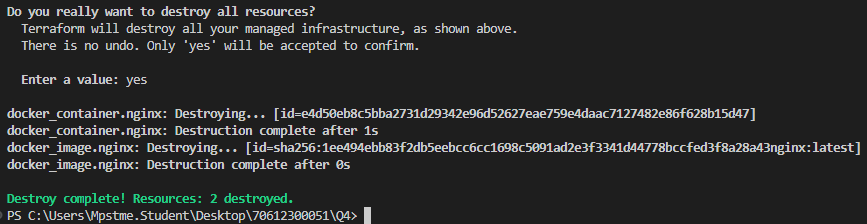 Do you really want to destroy all resources?
Terraform will destroy all your managed infrastructure, as shown above.
There is no undo. Only 'yes' will be accepted to confirm.
Enter a value: yes
docker_container.nginx: Destroying... [id=e4d50eb8c5bba2731d29342e96d52627eae759e4daac7127482e86f628b15d47]
docker_container.nginx: Destruction complete after 1s
docker_image.nginx: Destroying... [id=sha256:1ee494ebb83f2db5eebcc6cc1698c5091ad2e3f3341d44778bccfed3f8a28a43nginx:latest]
docker_image.nginx: Destruction complete after 0s
Destroy complete! Resources: 2 destroyed.
PS C:\Users\Mpstme.Student\Desktop\70612300051\Q4>